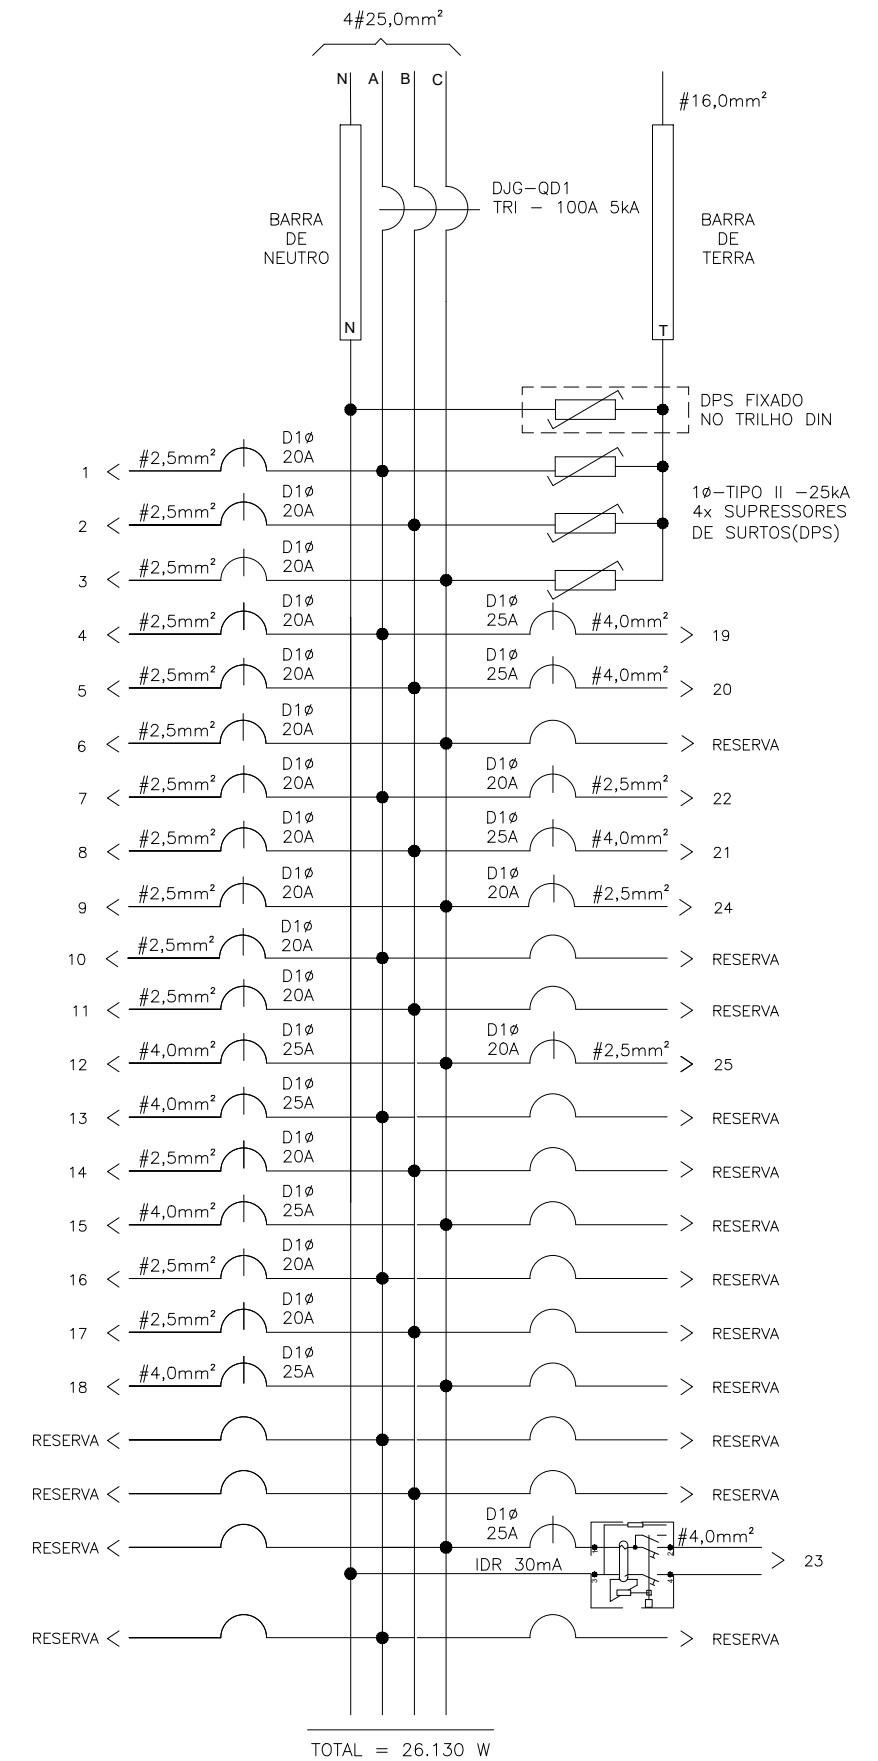 4#25,0mm²
N A B C
#16,0mm²
DJG-QD1
TRI - 100A 5kA
BARRA
DE
NEUTRO
BARRA
DE
TERRA
N
T
DPS FIXADO
NO TRILHO DIN
1ø-TIPO II -25kA
4x SUPRESSORES
DE SURTOS(DPS)
1 #2,5mm² D1ø
20A
2 #2,5mm² D1ø
20A
3 #2,5mm² D1ø
20A
4 #2,5mm² D1ø
20A
D1ø
25A #4,0mm² 19
5 #2,5mm² D1ø
20A
D1ø
25A #4,0mm² 20
6 #2,5mm² D1ø
20A
RESERVA
7 #2,5mm² D1ø
20A
D1ø
20A #2,5mm² 22
8 #2,5mm² D1ø
20A
D1ø
25A #4,0mm² 21
9 #2,5mm² D1ø
20A
D1ø
20A #2,5mm² 24
10 #2,5mm² D1ø
20A
RESERVA
11 #2,5mm² D1ø
20A
RESERVA
12 #4,0mm² D1ø
25A
D1ø
20A #2,5mm² 25
13 #4,0mm² D1ø
25A
RESERVA
14 #2,5mm² D1ø
20A
RESERVA
15 #4,0mm² D1ø
25A
RESERVA
16 #2,5mm² D1ø
20A
RESERVA
17 #2,5mm² D1ø
20A
RESERVA
18 #4,0mm² D1ø
25A
RESERVA
RESERVA RESERVA
RESERVA RESERVA
RESERVA
D1ø
25A
1 2
#4,0mm²
IDR 30mA
3 4
23
RESERVA RESERVA
TOTAL = 26.130 W